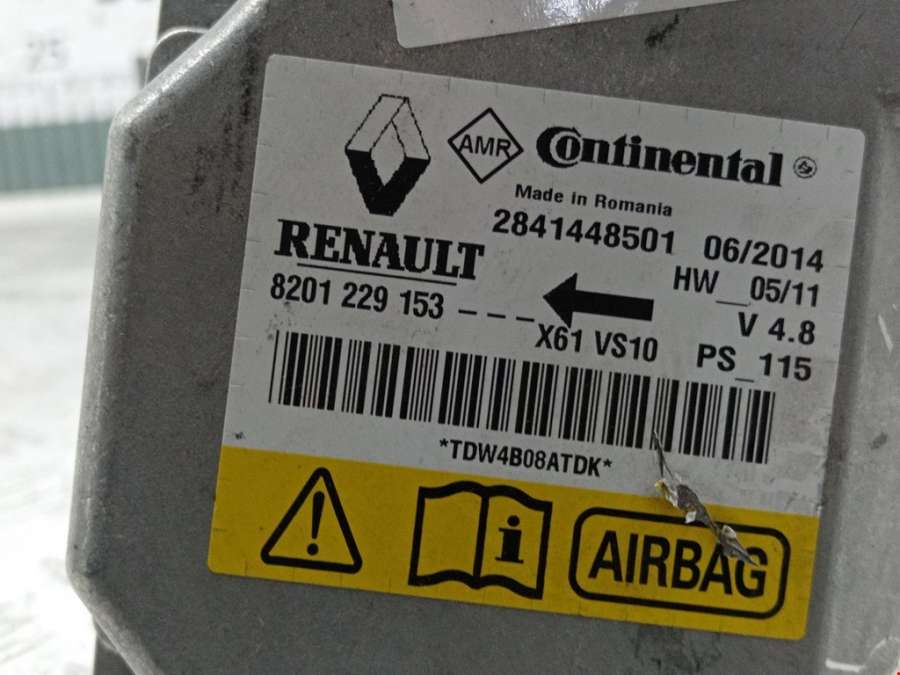 AMR Continental
Made in Romania
2841448501 06/2014
RENAULT HW__05/11
8201 229 153 _ _ _ V 4.8
X61 VS10 PS_115
*TDW4B08ATDK*
AIRBAG